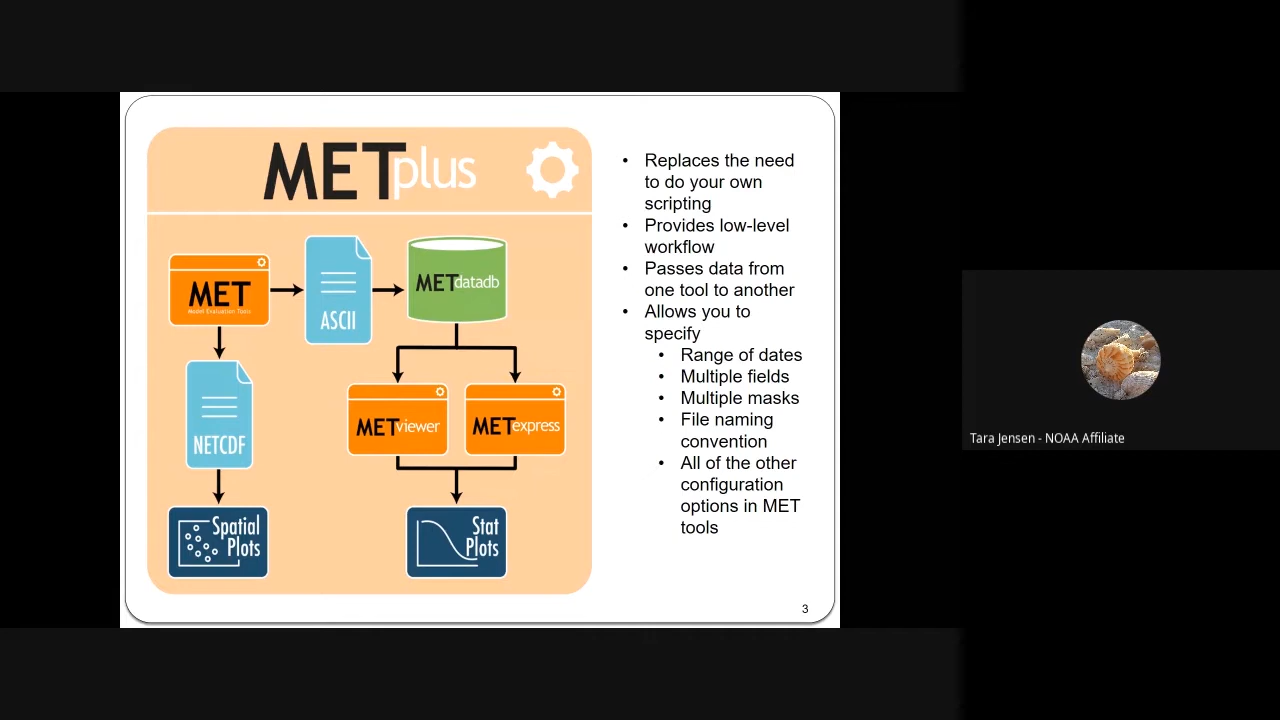 METplus
MET
Model Evaluation Tools
ASCII
METdatadb
NETCDF
METviewer
METexpress
Spatial
Plots
Stat
Plots
• Replaces the need
to do your own
scripting
• Provides low-level
workflow
• Passes data from
one tool to another
• Allows you to
specify
• Range of dates
• Multiple fields
• Multiple masks
• File naming
convention
• All of the other
configuration
options in MET
tools
3
Tara Jensen - NOAA Affiliate